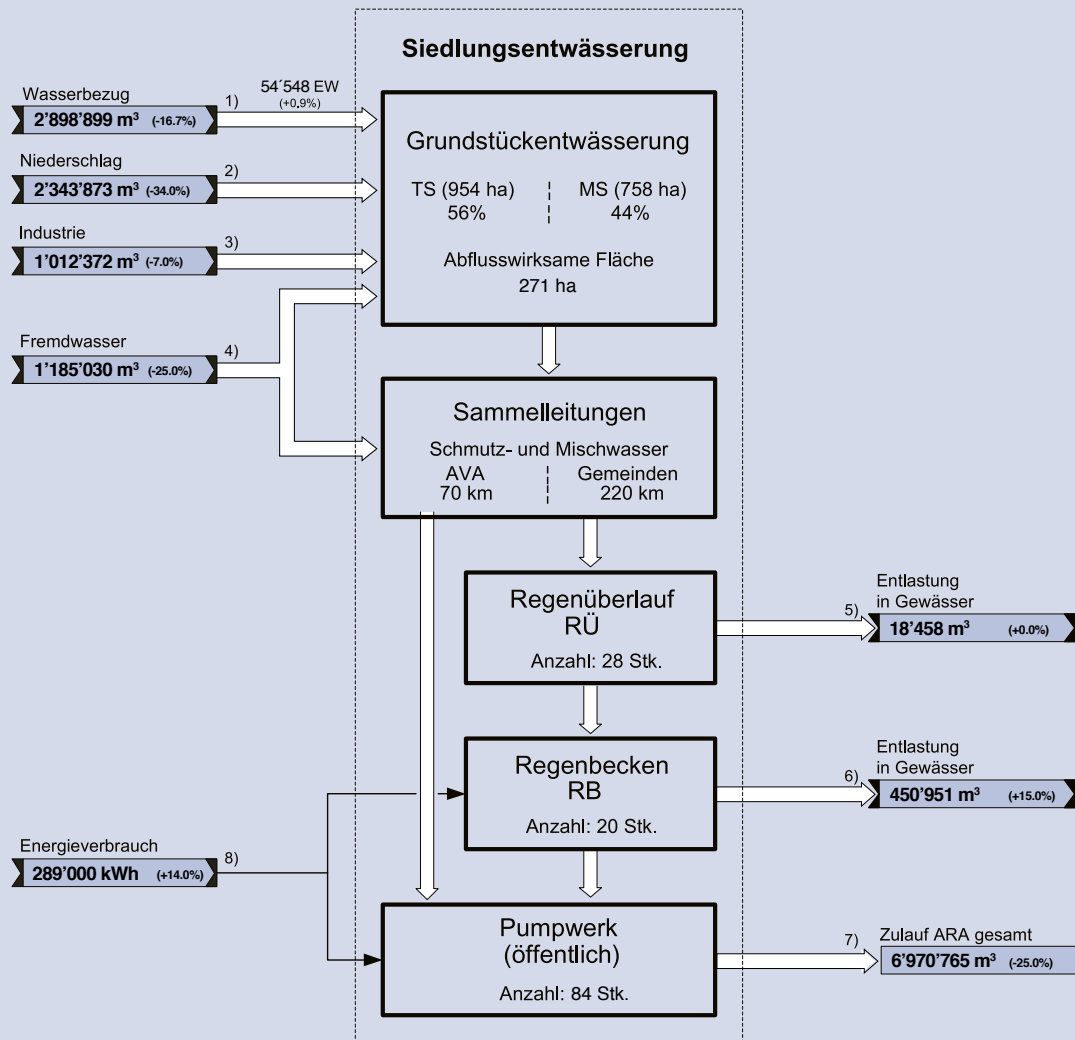 Siedlungsentwässerung
Wasserbezug
2’898’899 m³ (-16.7%)
1)
54´548 EW
(+0.9%)
Niederschlag
2’343’873 m³ (-34.0%)
2)
Industrie
1’012’372 m³ (-7.0%)
3)
Fremdwasser
1’185’030 m³ (-25.0%)
4)
Grundstückentwässerung
TS (954 ha)
56%
MS (758 ha)
44%
Abflusswirksame Fläche
271 ha
Sammelleitungen
Schmutz- und Mischwasser
AVA
70 km
Gemeinden
220 km
Regenüberlauf
RÜ
Anzahl: 28 Stk.
5)
Entlastung
in Gewässer
18’458 m³ (+0.0%)
Regenbecken
RB
Anzahl: 20 Stk.
6)
Entlastung
in Gewässer
450’951 m³ (+15.0%)
Energieverbrauch
289’000 kWh (+14.0%)
8)
Pumpwerk
(öffentlich)
Anzahl: 84 Stk.
7)
Zulauf ARA gesamt
6’970’765 m³ (-25.0%)